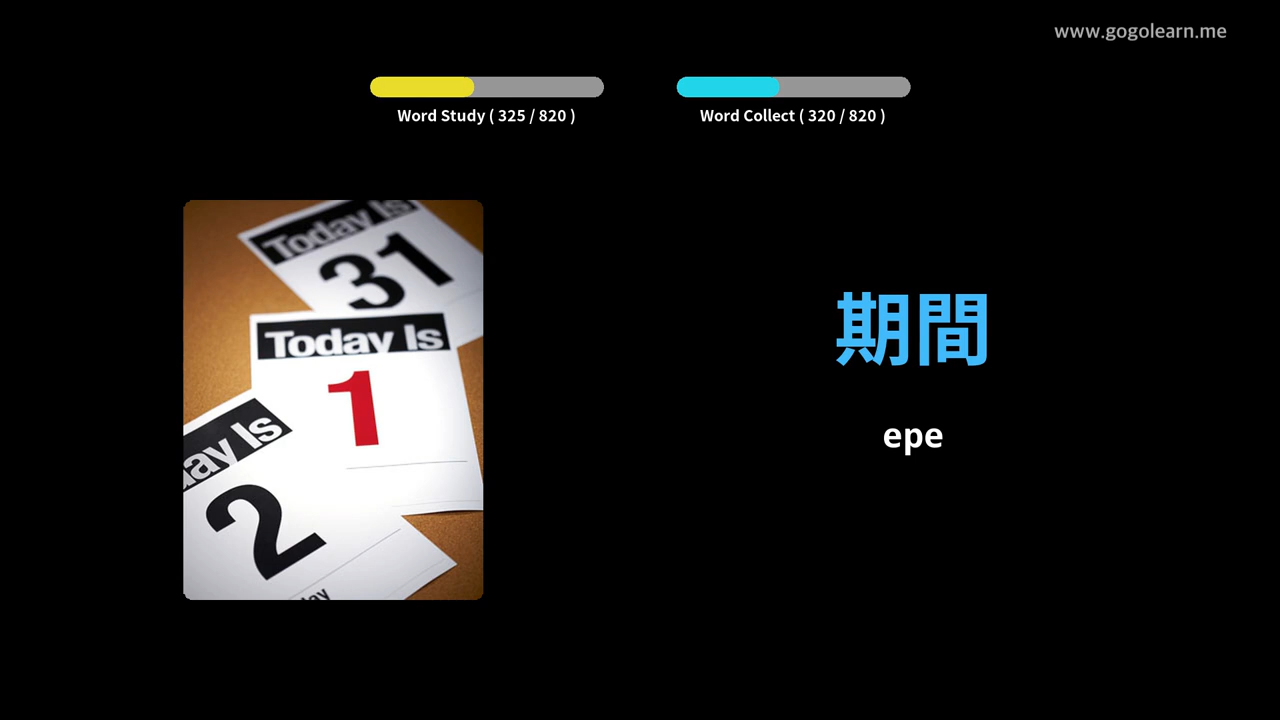 www.gogolearn.me
Word Study ( 325 / 820 )
Word Collect ( 320 / 820 )
Today Is
31
Today Is
1
ay Is
2
ay
期間
epe